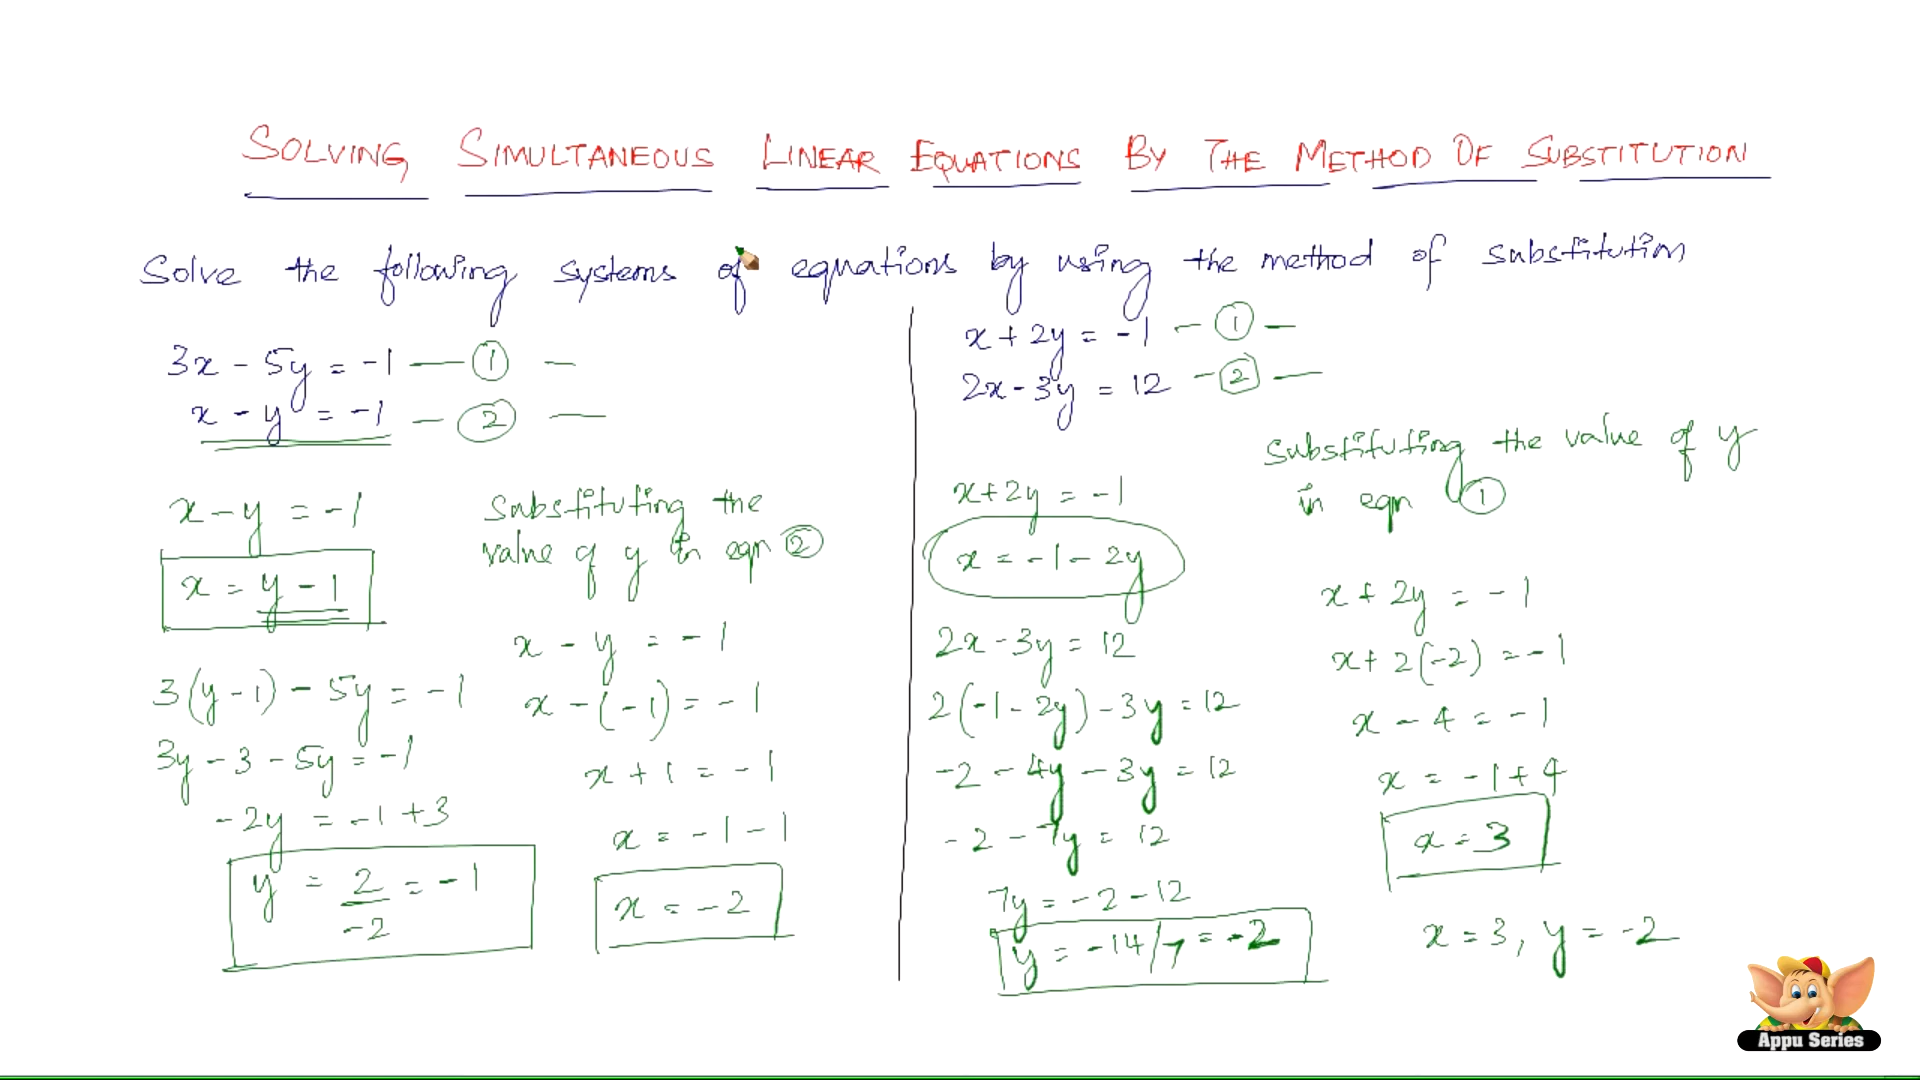 SOLVING SIMULTANEOUS LINEAR EQUATIONS BY THE METHOD OF SUBSTITUTION
Solve the following systems of equations by using the method of substitution
3x - 5y = -1 — ① —
x - y = -1 — ② —
x - y = -1
x = y - 1
3(y-1) - 5y = -1
3y - 3 - 5y = -1
-2y = -1 + 3
y = 2/-2 = -1
Substituting the
value of y in eqn ②
x - y = -1
x - (-1) = -1
x + 1 = -1
x = -1 - 1
x = -2
x + 2y = -1 — ① —
2x - 3y = 12 — ② —
x + 2y = -1
x = -1 - 2y
2x - 3y = 12
2(-1 - 2y) - 3y = 12
-2 - 4y - 3y = 12
-2 - 7y = 12
7y = -2 - 12
y = -14/7 = -2
Substituting the value of y
in eqn ①
x + 2y = -1
x + 2(-2) = -1
x - 4 = -1
x = -1 + 4
x = 3
x = 3, y = -2
Appu Series